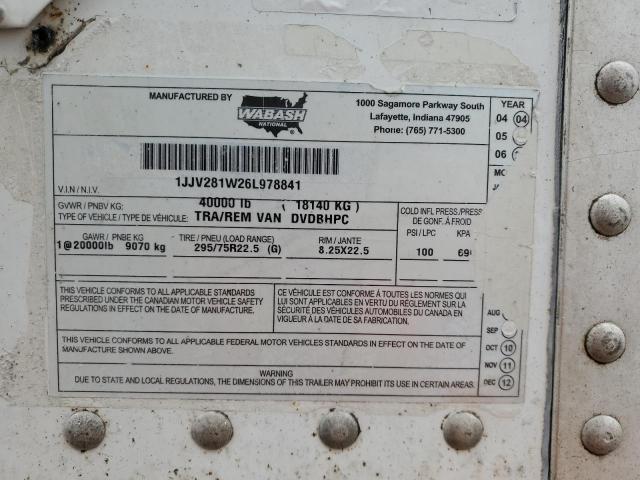 MANUFACTURED BY
WABASH
NATIONAL
®
1000 Sagamore Parkway South
Lafayette, Indiana 47905
Phone: (765) 771-5300
YEAR
04 04
05
06
1JJV281W26L978841
V.I.N / N.I.V.
GVWR / PNBV KG: 40000 lb ( 18140 KG )
TYPE OF VEHICLE / TYPE DE VÉHICULE: TRA/REM VAN DVDBHPC
COLD INFL PRESS/PRESS
DE GONF. À FROID
GAWR / PNBE KG
TIRE / PNEU (LOAD RANGE)
RIM / JANTE
PSI / LPC
KPA
1@20000lb 9070 kg
295/75R22.5 (G)
8.25X22.5
100
THIS VEHICLE CONFORMS TO ALL APPLICABLE STANDARDS
PRESCRIBED UNDER THE CANADIAN MOTOR VEHICLE SAFETY
REGULATIONS IN EFFECT ON THE DATE OF MANUFACTURE.
CE VÉHICULE EST CONFORME À TOUTES LES NORMES QUI
LUI SONT APPLICABLES EN VERTU DU RÈGLEMENT SUR LA
SÉCURITÉ DES VÉHICULES AUTOMOBILES DU CANADA EN
VIGUEUR À LA DATE DE SA FABRICATION.
AUG
SEP
OCT 10
NOV 11
DEC 12
THIS VEHICLE CONFORMS TO ALL APPLICABLE FEDERAL MOTOR VEHICLES STANDARDS IN EFFECT ON THE DATE OF
MANUFACTURE SHOWN ABOVE.
WARNING
DUE TO STATE AND LOCAL REGULATIONS, THE DIMENSIONS OF THIS TRAILER MAY PROHIBIT ITS USE IN CERTAIN AREAS.